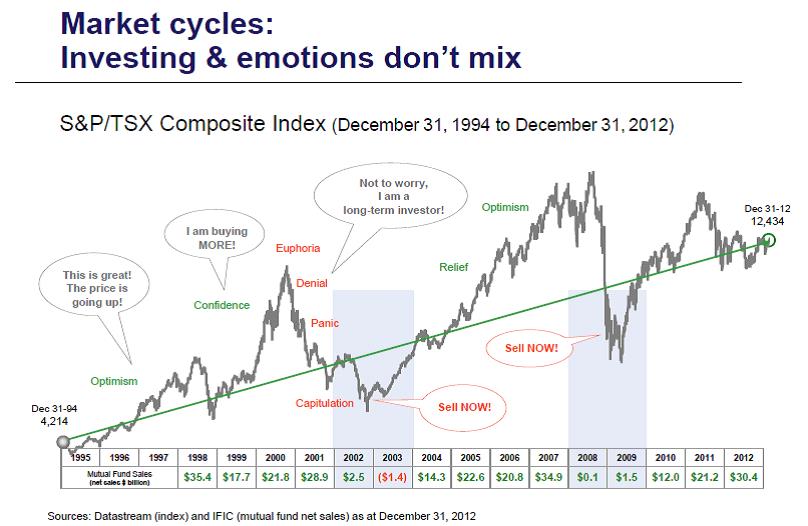 Market cycles:
Investing & emotions don't mix
S&P/TSX Composite Index (December 31, 1994 to December 31, 2012)
Not to worry,
I am a
long-term investor!
Optimism
Dec 31-12
12,434
I am buying
MORE!
Euphoria
Relief
This is great!
The price is
going up!
Denial
Confidence
Panic
Sell NOW!
Optimism
Capitulation
Sell NOW!
Dec 31-94
4,214
1995 1996 1997 1998 1999 2000 2001 2002 2003 2004 2005 2006 2007 2008 2009 2010 2011 2012
Mutual Fund Sales
(net sales $ billion)
$35.4 $17.7 $21.8 $28.9 $2.5 ($1.4) $14.3 $22.6 $20.8 $34.9 $0.1 $1.5 $12.0 $21.2 $30.4
Sources: Datastream (index) and IFIC (mutual fund net sales) as at December 31, 2012